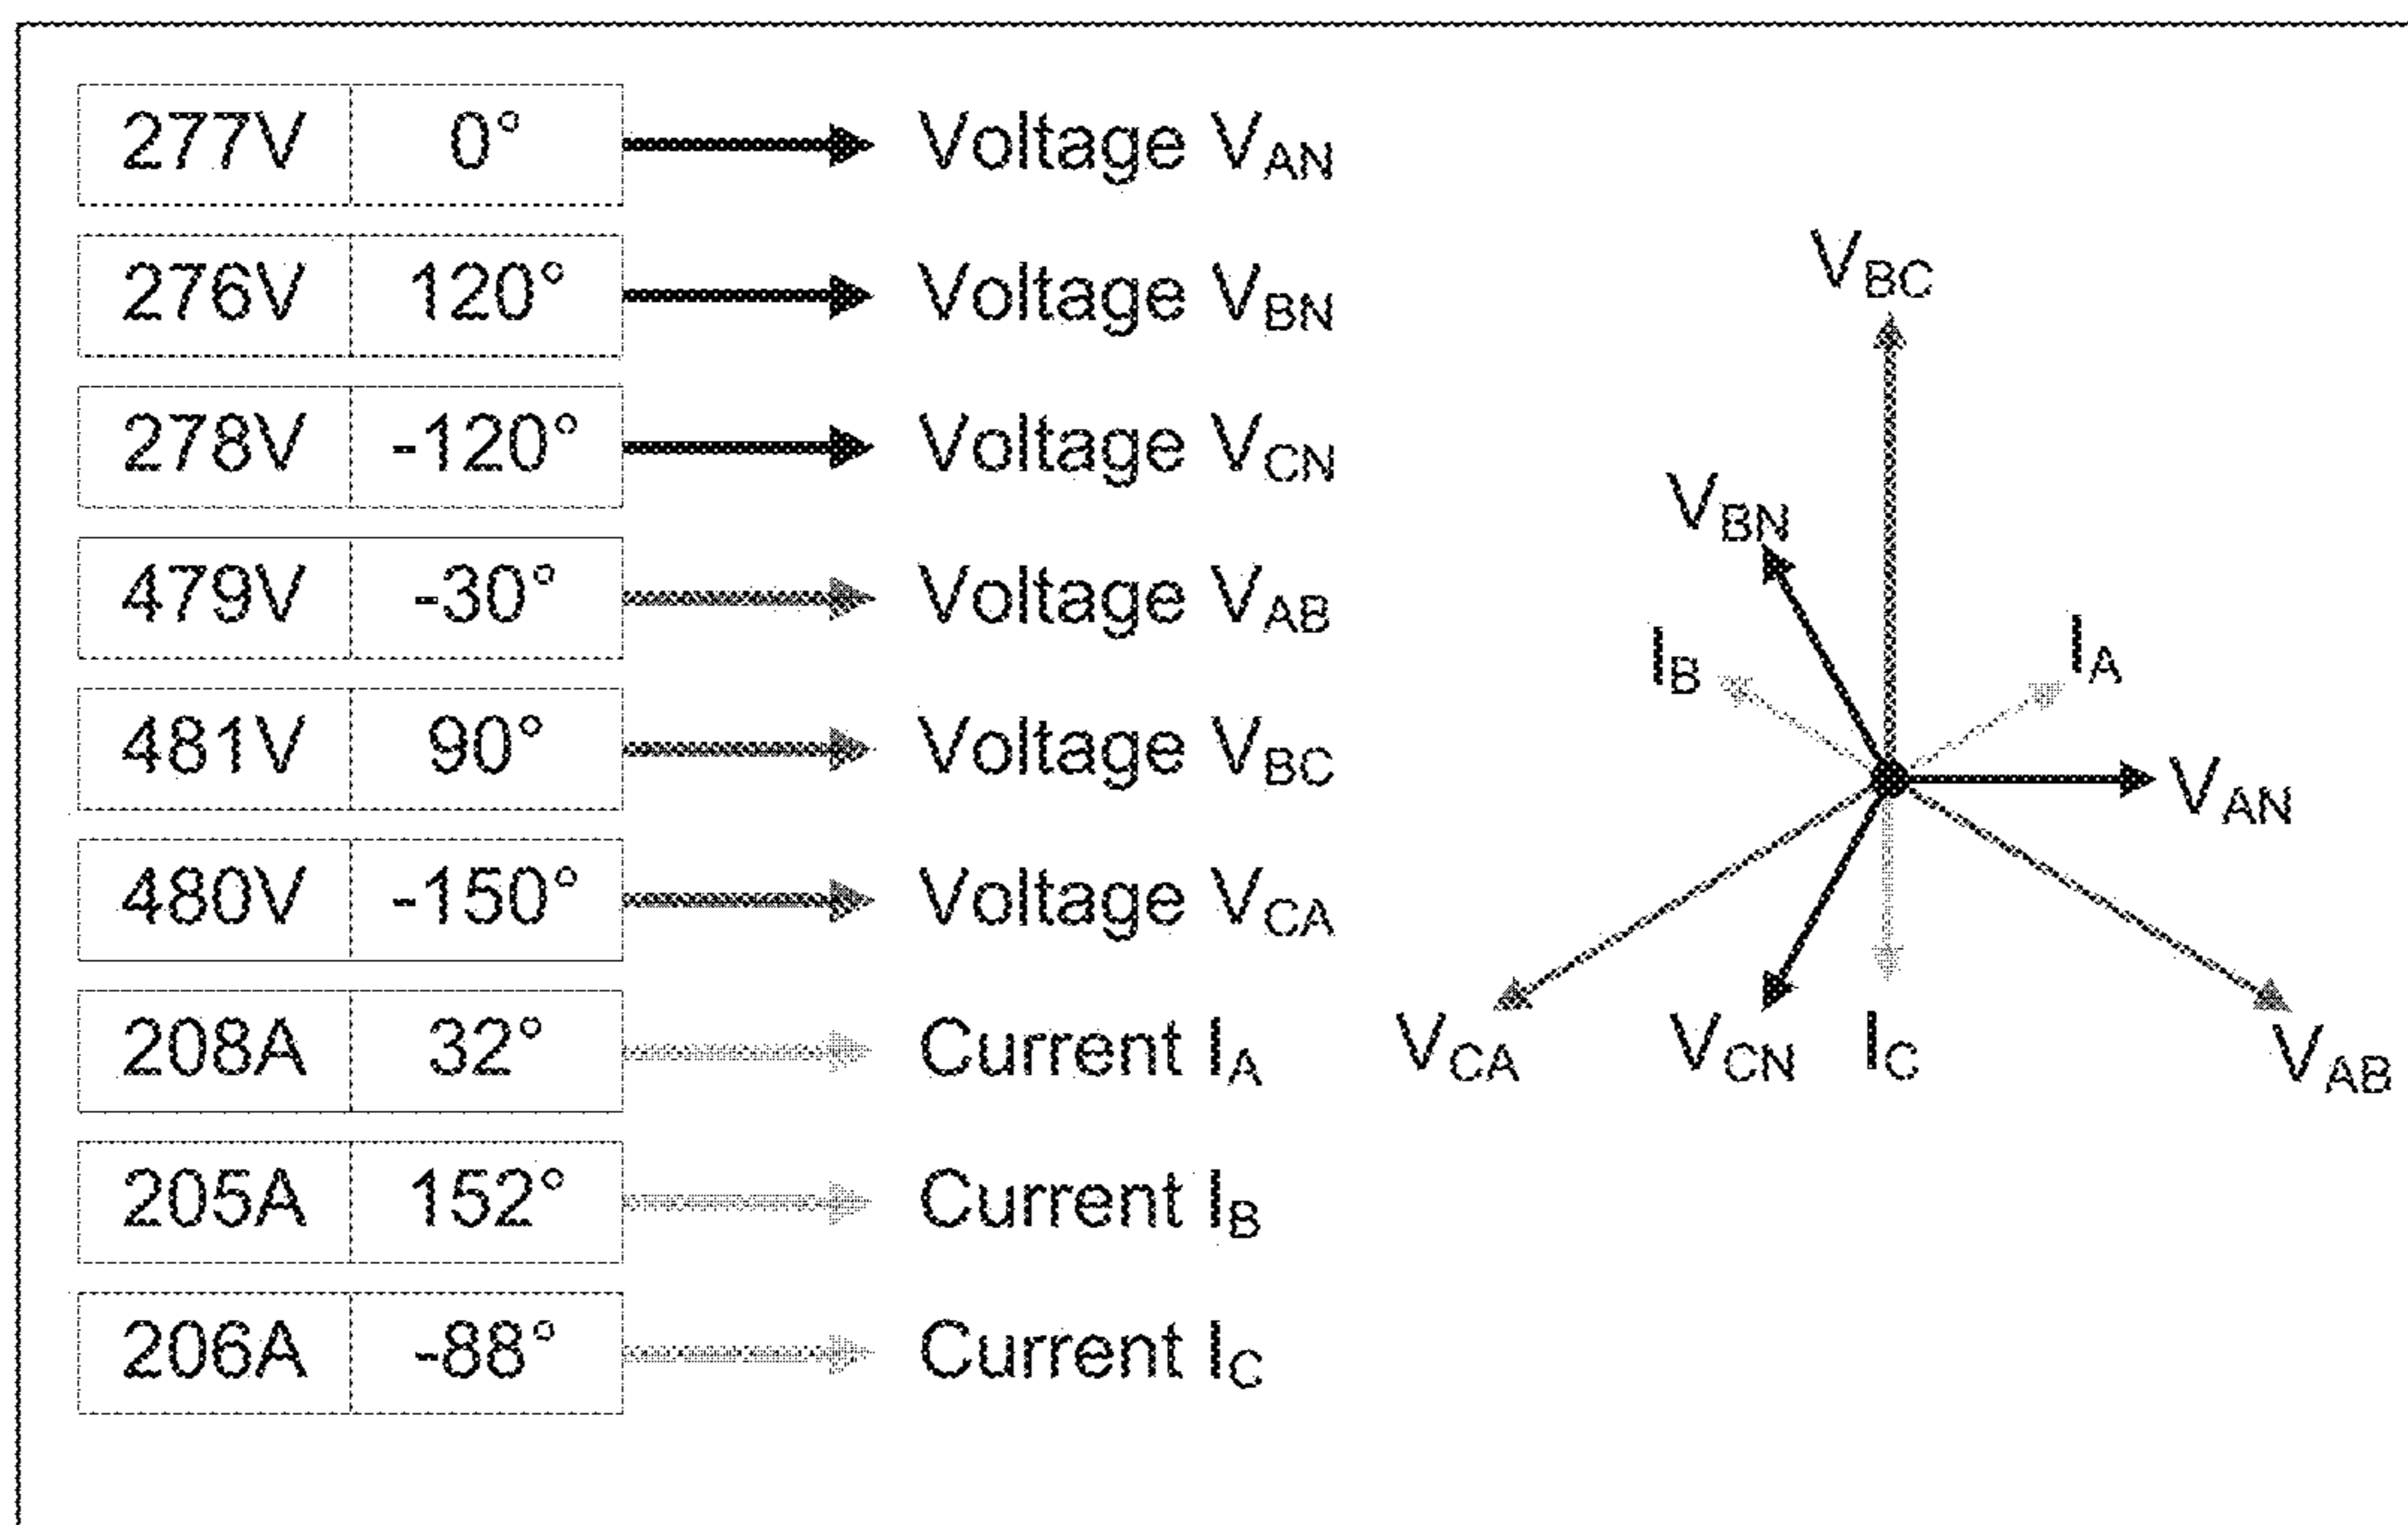 277V 0° Voltage VAN
276V 120° Voltage VBN
278V -120° Voltage VCN
479V -30° Voltage VAB
481V 90° Voltage VBC
480V -150° Voltage VCA
208A 32° Current IA
205A 152° Current IB
206A -88° Current IC
VBC
VBN
IB
IA
VAN
VCA
VCN
IC
VAB